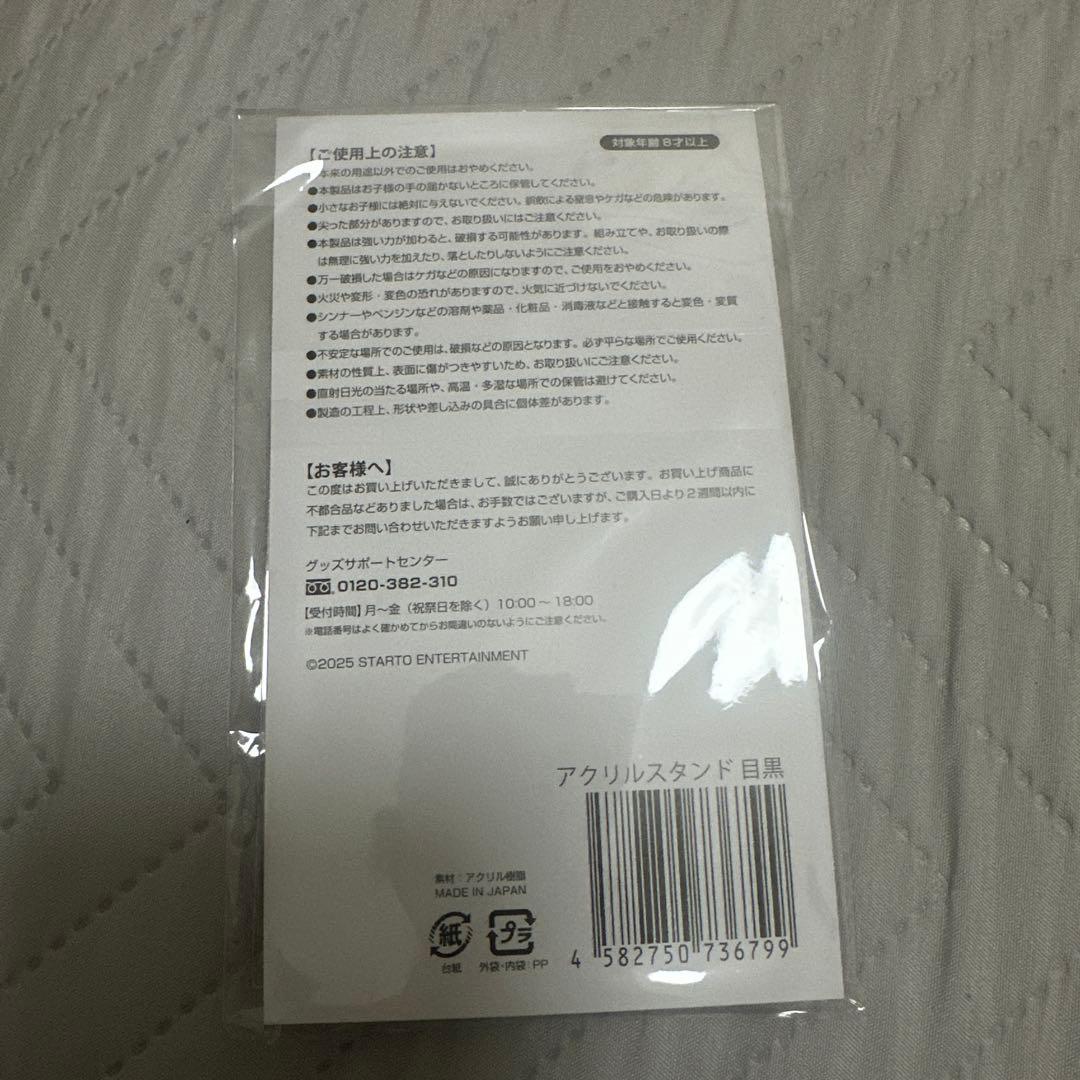 【ご使用上の注意】
対象年齢 8才以上
本来の用途以外でのご使用はおやめください。
●本製品はお子様の手の届かないところに保管してください。
●小さなお子様には絶対に与えないでください。誤飲による窒息やケガなどの危険があります。
●尖った部分がありますので、お取り扱いにはご注意ください。
●本製品は強い力が加わると、破損する可能性があります。組み立てや、お取り扱いの際
は無理に強い力を加えたり、落としたりしないようにご注意ください。
●万一破損した場合はケガなどの原因になりますので、ご使用をおやめください。
●火災や変形・変色の恐れがありますので、火気に近づけないでください。
●シンナーやベンジンなどの溶剤や薬品・化粧品・消毒液などと接触すると変色・変質
する場合があります。
●不安定な場所でのご使用は、破損などの原因となります。必ず平らな場所でご使用ください。
●素材の性質上、表面に傷がつきやすいため、お取り扱いにご注意ください。
●直射日光の当たる場所や、高温・多湿な場所での保管は避けてください。
●製造の工程上、形状や差し込みの具合に個体差があります。
【お客様へ】
この度はお買い上げいただきまして、誠にありがとうございます。お買い上げ商品に
不都合品などありました場合は、お手数ではございますが、ご購入日より2週間以内に
下記までお問い合わせいただきますようお願い申し上げます。
グッズサポートセンター
0120-382-310
【受付時間】月～金（祝祭日を除く）10:00～18:00
※電話番号はよく確かめてからお間違いのないようにご注意ください。
©2025 STARTO ENTERTAINMENT
アクリルスタンド 目黒
素材：アクリル樹脂
MADE IN JAPAN
紙
プラ
台紙
外袋・内袋：PP
4 582750 736799